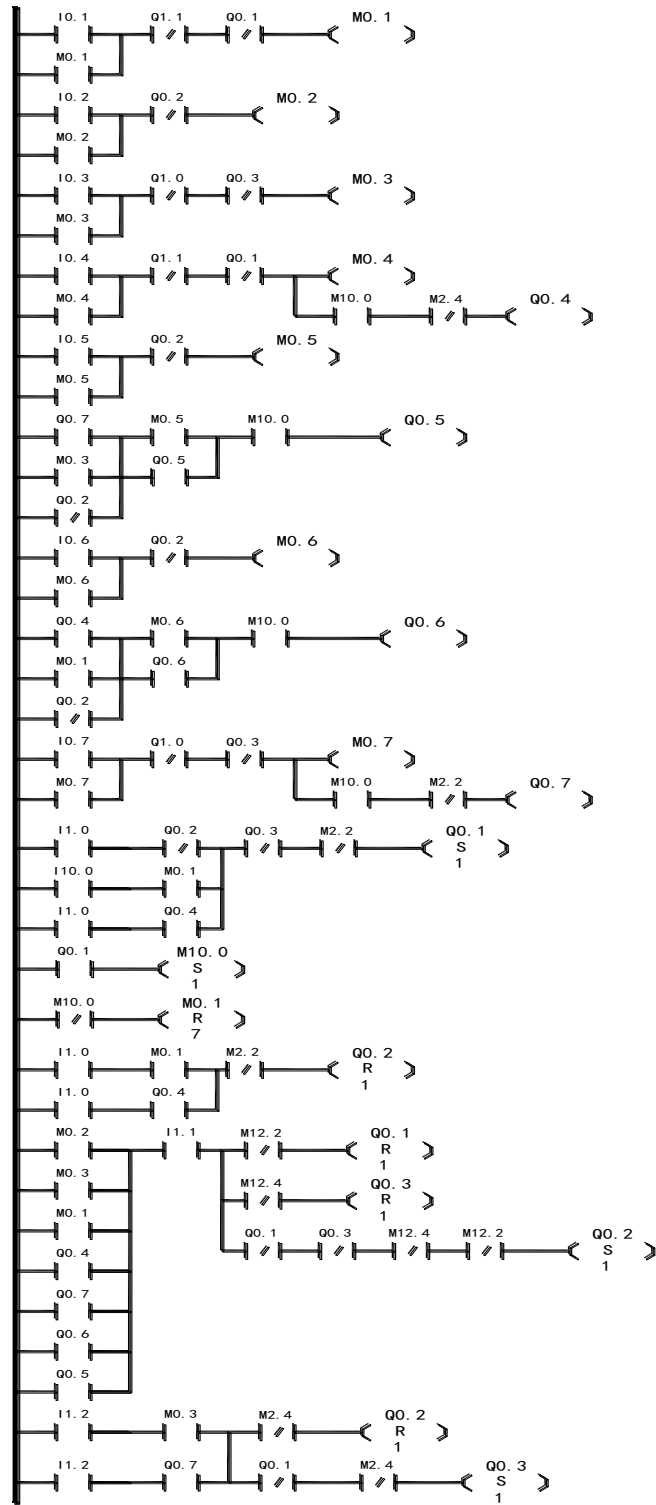 I0.1 Q1.1 Q0.1 M0.1
M0.1
I0.2 Q0.2 M0.2
M0.2
I0.3 Q1.0 Q0.3 M0.3
M0.3
I0.4 Q1.1 Q0.1 M0.4
M0.4 M10.0 M2.4 Q0.4
I0.5 Q0.2 M0.5
M0.5
Q0.7 M0.5 M10.0 Q0.5
M0.3 Q0.5
Q0.2
I0.6 Q0.2 M0.6
M0.6
Q0.4 M0.6 M10.0 Q0.6
M0.1 Q0.6
Q0.2
I0.7 Q1.0 Q0.3 M0.7
M0.7 M10.0 M2.2 Q0.7
I1.0 Q0.2 Q0.3 M2.2 Q0.1
S
1
I10.0 M0.1
I1.0 Q0.4
Q0.1 M10.0
S
1
M10.0 M0.1
R
7
I1.0 M0.1 M2.2 Q0.2
R
1
I1.0 Q0.4
M0.2 I1.1 M12.2 Q0.1
R
1
M0.3 M12.4 Q0.3
R
1
M0.1
Q0.4 Q0.1 Q0.3 M12.4 M12.2 Q0.2
S
1
Q0.7
Q0.6
Q0.5
I1.2 M0.3 M2.4 Q0.2
R
1
I1.2 Q0.7 Q0.1 M2.4 Q0.3
S
1